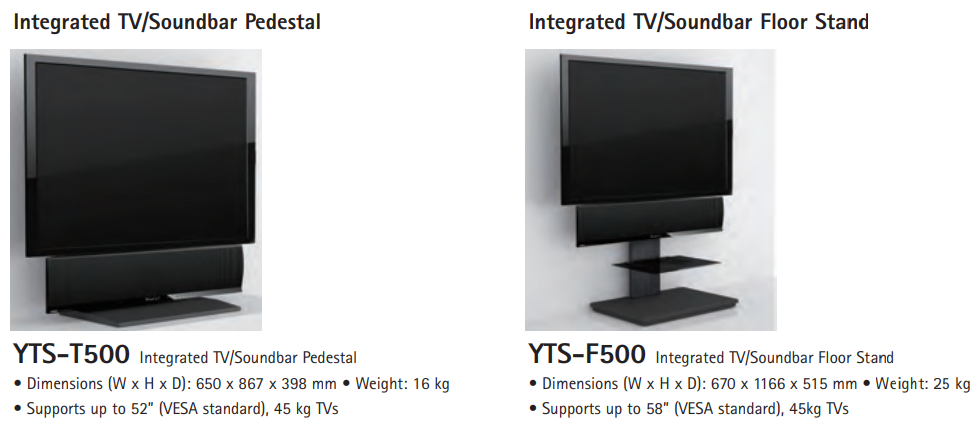 Integrated TV/Soundbar Pedestal
YTS-T500 Integrated TV/Soundbar Pedestal
• Dimensions (W x H x D): 650 x 867 x 398 mm • Weight: 16 kg
• Supports up to 52” (VESA standard), 45 kg TVs
Integrated TV/Soundbar Floor Stand
YTS-F500 Integrated TV/Soundbar Floor Stand
• Dimensions (W x H x D): 670 x 1166 x 515 mm • Weight: 25 kg
• Supports up to 58” (VESA standard), 45kg TVs